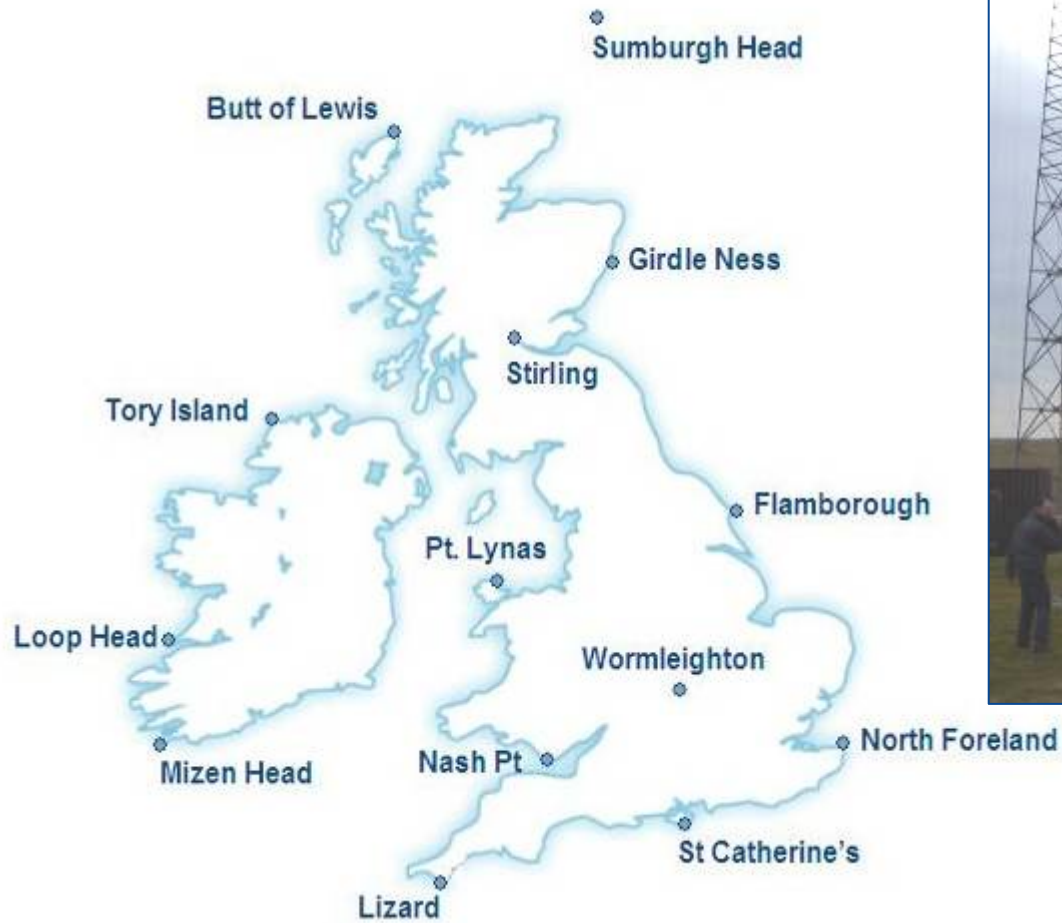 Sumburgh Head
Butt of Lewis
Girdle Ness
Stirling
Tory Island
Flamborough
Pt. Lynas
Loop Head
Wormleighton
North Foreland
Nash Pt
Mizen Head
St Catherine's
Lizard